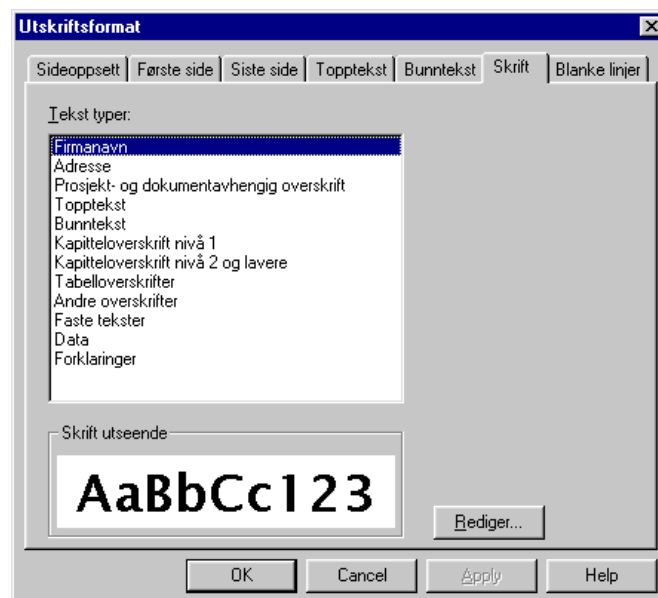 Utskriftsformat
Sideoppsett Første side Siste side Topptekst Bunntekst Skrift Blanke linjer
Tekst typer:
Firmanavn
Adresse
Prosjekt- og dokumentavhengig overskrift
Topptekst
Bunntekst
Kapitteloverskrift nivå 1
Kapitteloverskrift nivå 2 og lavere
Tabelloverskrifter
Andre overskrifter
Faste tekster
Data
Forklaringer
Skrift utseende
AaBbCc123
Rediger...
OK Cancel Apply Help